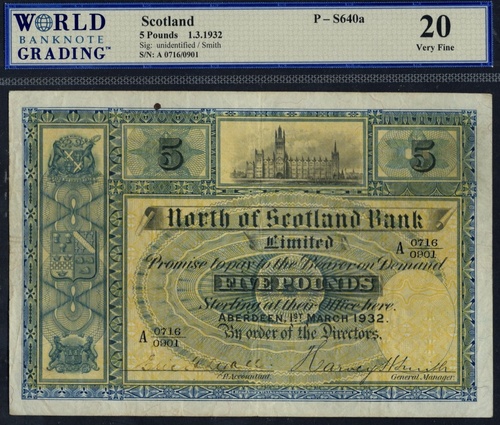 WORLD
BANKNOTE
GRADING™
Scotland
5 Pounds 1.3.1932
Sig: unidentified / Smith
S/N: A 0716/0901
P – S640a
20
Very Fine
5
5
North of Scotland Bank
Limited
A 0716
0901
Promise to pay to the Bearer on Demand
FIVE POUNDS
Sterling at their Office here.
ABERDEEN, 1ST MARCH 1932.
A 0716
0901
By order of the Directors.
Harvey H Smith
P. Accountant.
General Manager.